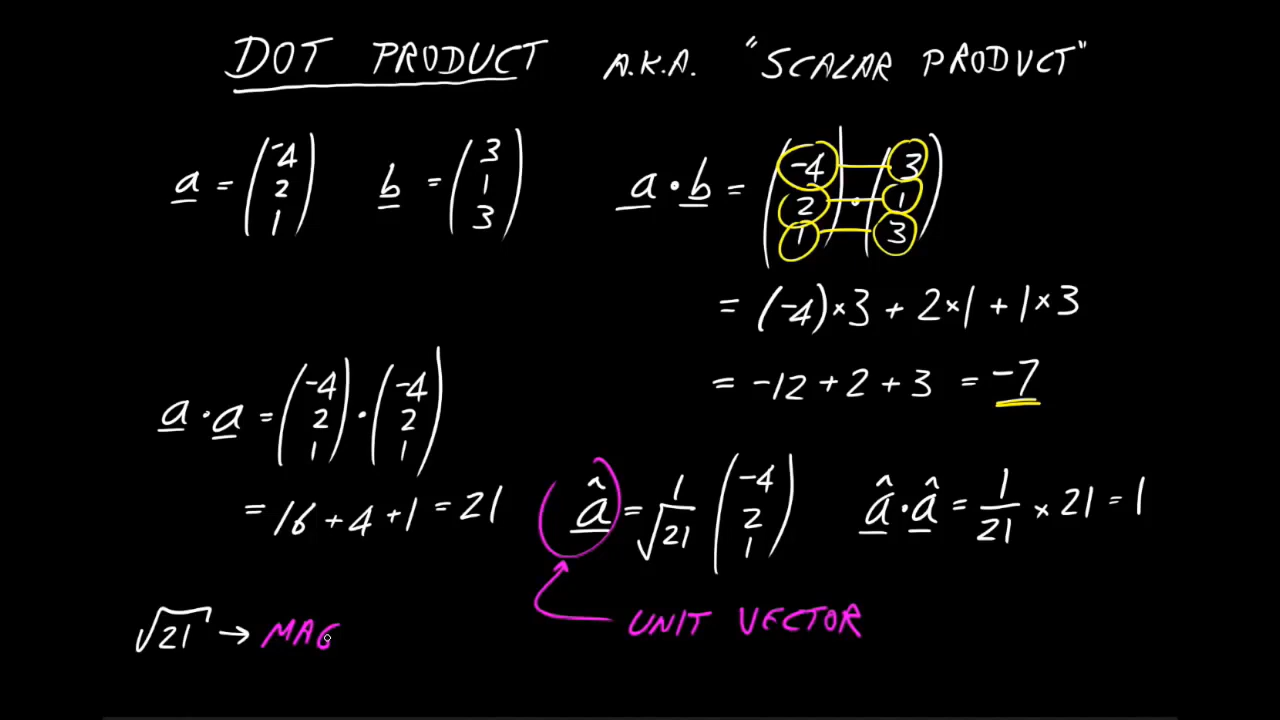 DOT PRODUCT A.K.A. "SCALAR PRODUCT"
a = (-4 2 1) b = (3 1 3) a · b = (-4 2 1) · (3 1 3)
= (-4)×3 + 2×1 + 1×3
= -12 + 2 + 3 = -7
a · a = (-4 2 1) · (-4 2 1)
= 16 + 4 + 1 = 21
â = 1/√21 (-4 2 1) â · â = 1/21 × 21 = 1
UNIT VECTOR
√21 → MAG